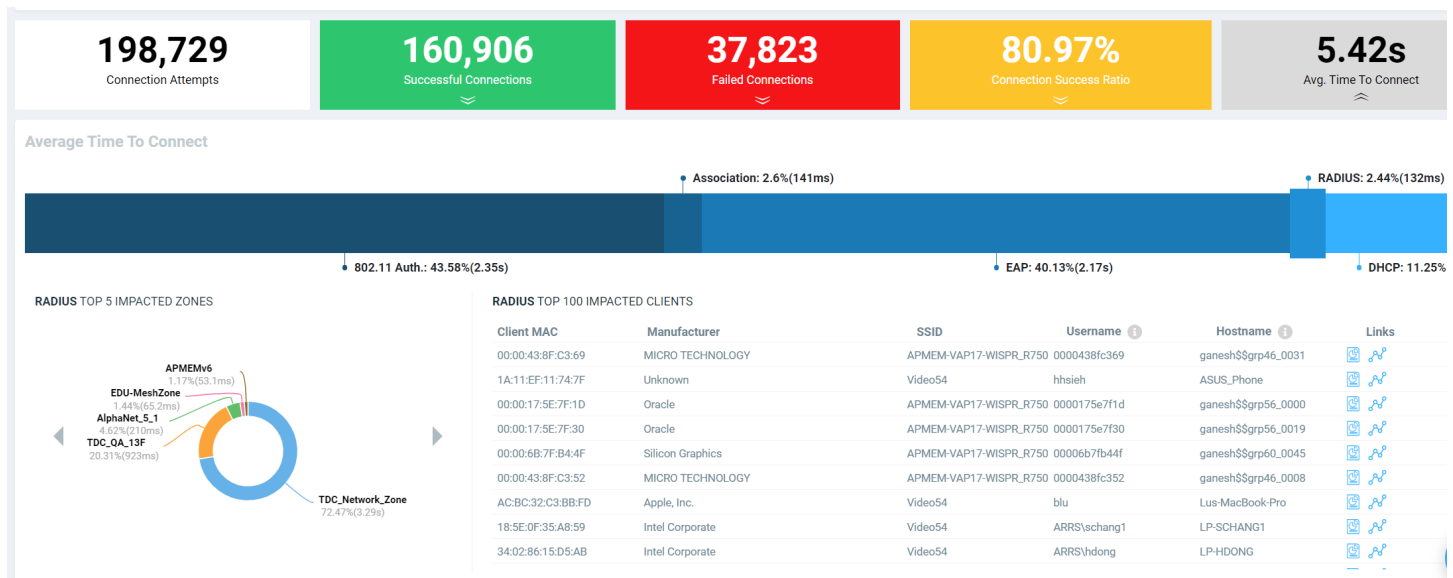 198,729
Connection Attempts
160,906
Successful Connections
37,823
Failed Connections
80.97%
Connection Success Ratio
5.42s
Avg. Time To Connect
Average Time To Connect
Association: 2.6%(141ms)
RADIUS: 2.44%(132ms)
802.11 Auth.: 43.58%(2.35s)
EAP: 40.13%(2.17s)
DHCP: 11.25%
RADIUS TOP 5 IMPACTED ZONES
APMEMv6
1.17%(53.1ms)
EDU-MeshZone
1.44%(65.2ms)
AlphaNet_5_1
4.62%(210ms)
TDC_QA_13F
20.31%(923ms)
TDC_Network_Zone
72.47%(3.29s)
RADIUS TOP 100 IMPACTED CLIENTS
Client MAC Manufacturer SSID Username Hostname Links
00:00:43:8F:C3:69 MICRO TECHNOLOGY APMEM-VAP17-WISPR_R750 0000438fc369 ganesh$$grp46_0031
1A:11:EF:11:74:7F Unknown Video54 hhsieh ASUS_Phone
00:00:17:5E:7F:1D Oracle APMEM-VAP17-WISPR_R750 0000175e7f1d ganesh$$grp56_0000
00:00:17:5E:7F:30 Oracle APMEM-VAP17-WISPR_R750 0000175e7f30 ganesh$$grp56_0019
00:00:6B:7F:B4:4F Silicon Graphics APMEM-VAP17-WISPR_R750 00006b7fb44f ganesh$$grp60_0045
00:00:43:8F:C3:52 MICRO TECHNOLOGY APMEM-VAP17-WISPR_R750 0000438fc352 ganesh$$grp46_0008
AC:BC:32:C3:BB:FD Apple, Inc. Video54 blu Lus-MacBook-Pro
18:5E:0F:35:A8:59 Intel Corporate Video54 ARRS\schang1 LP-SCHANG1
34:02:86:15:D5:AB Intel Corporate Video54 ARRS\hdong LP-HDONG